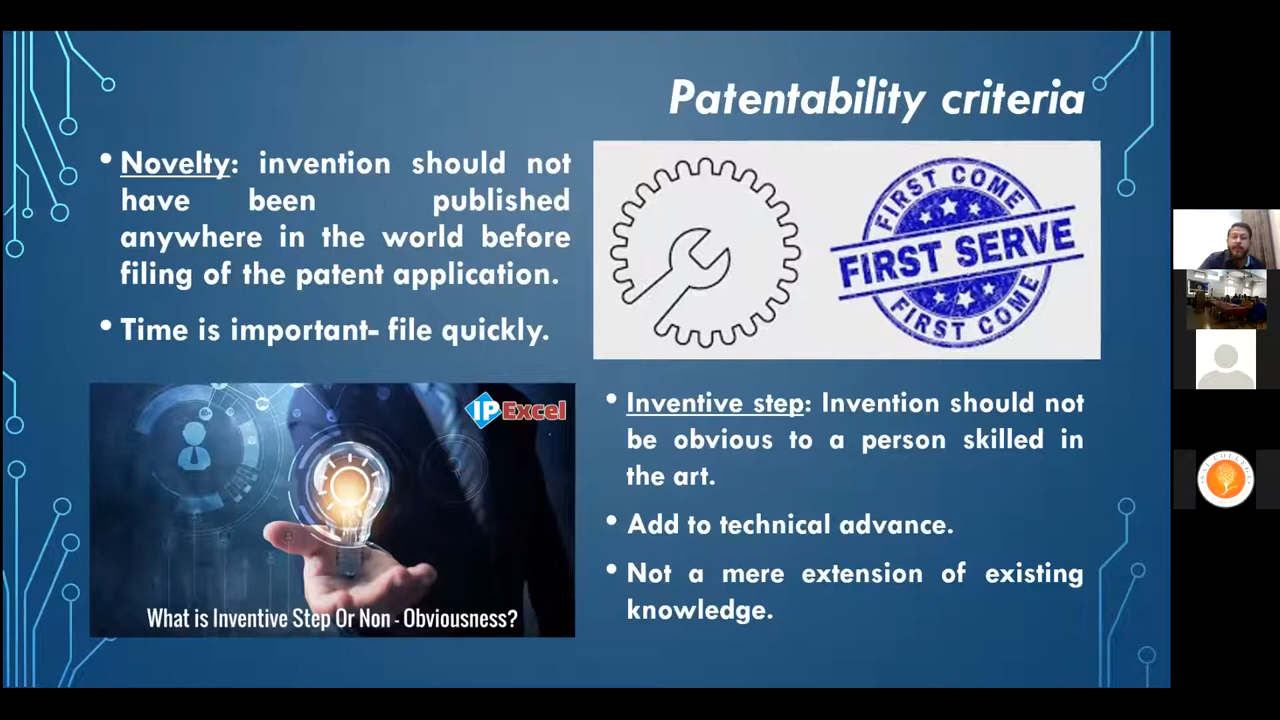 Patentability criteria
• Novelty: invention should not
have been published
anywhere in the world before
filing of the patent application.
• Time is important- file quickly.
FIRST COME
FIRST SERVE
FIRST COME
IPExcel
What is Inventive Step Or Non - Obviousness?
• Inventive step: Invention should not
be obvious to a person skilled in
the art.
• Add to technical advance.
• Not a mere extension of existing
knowledge.